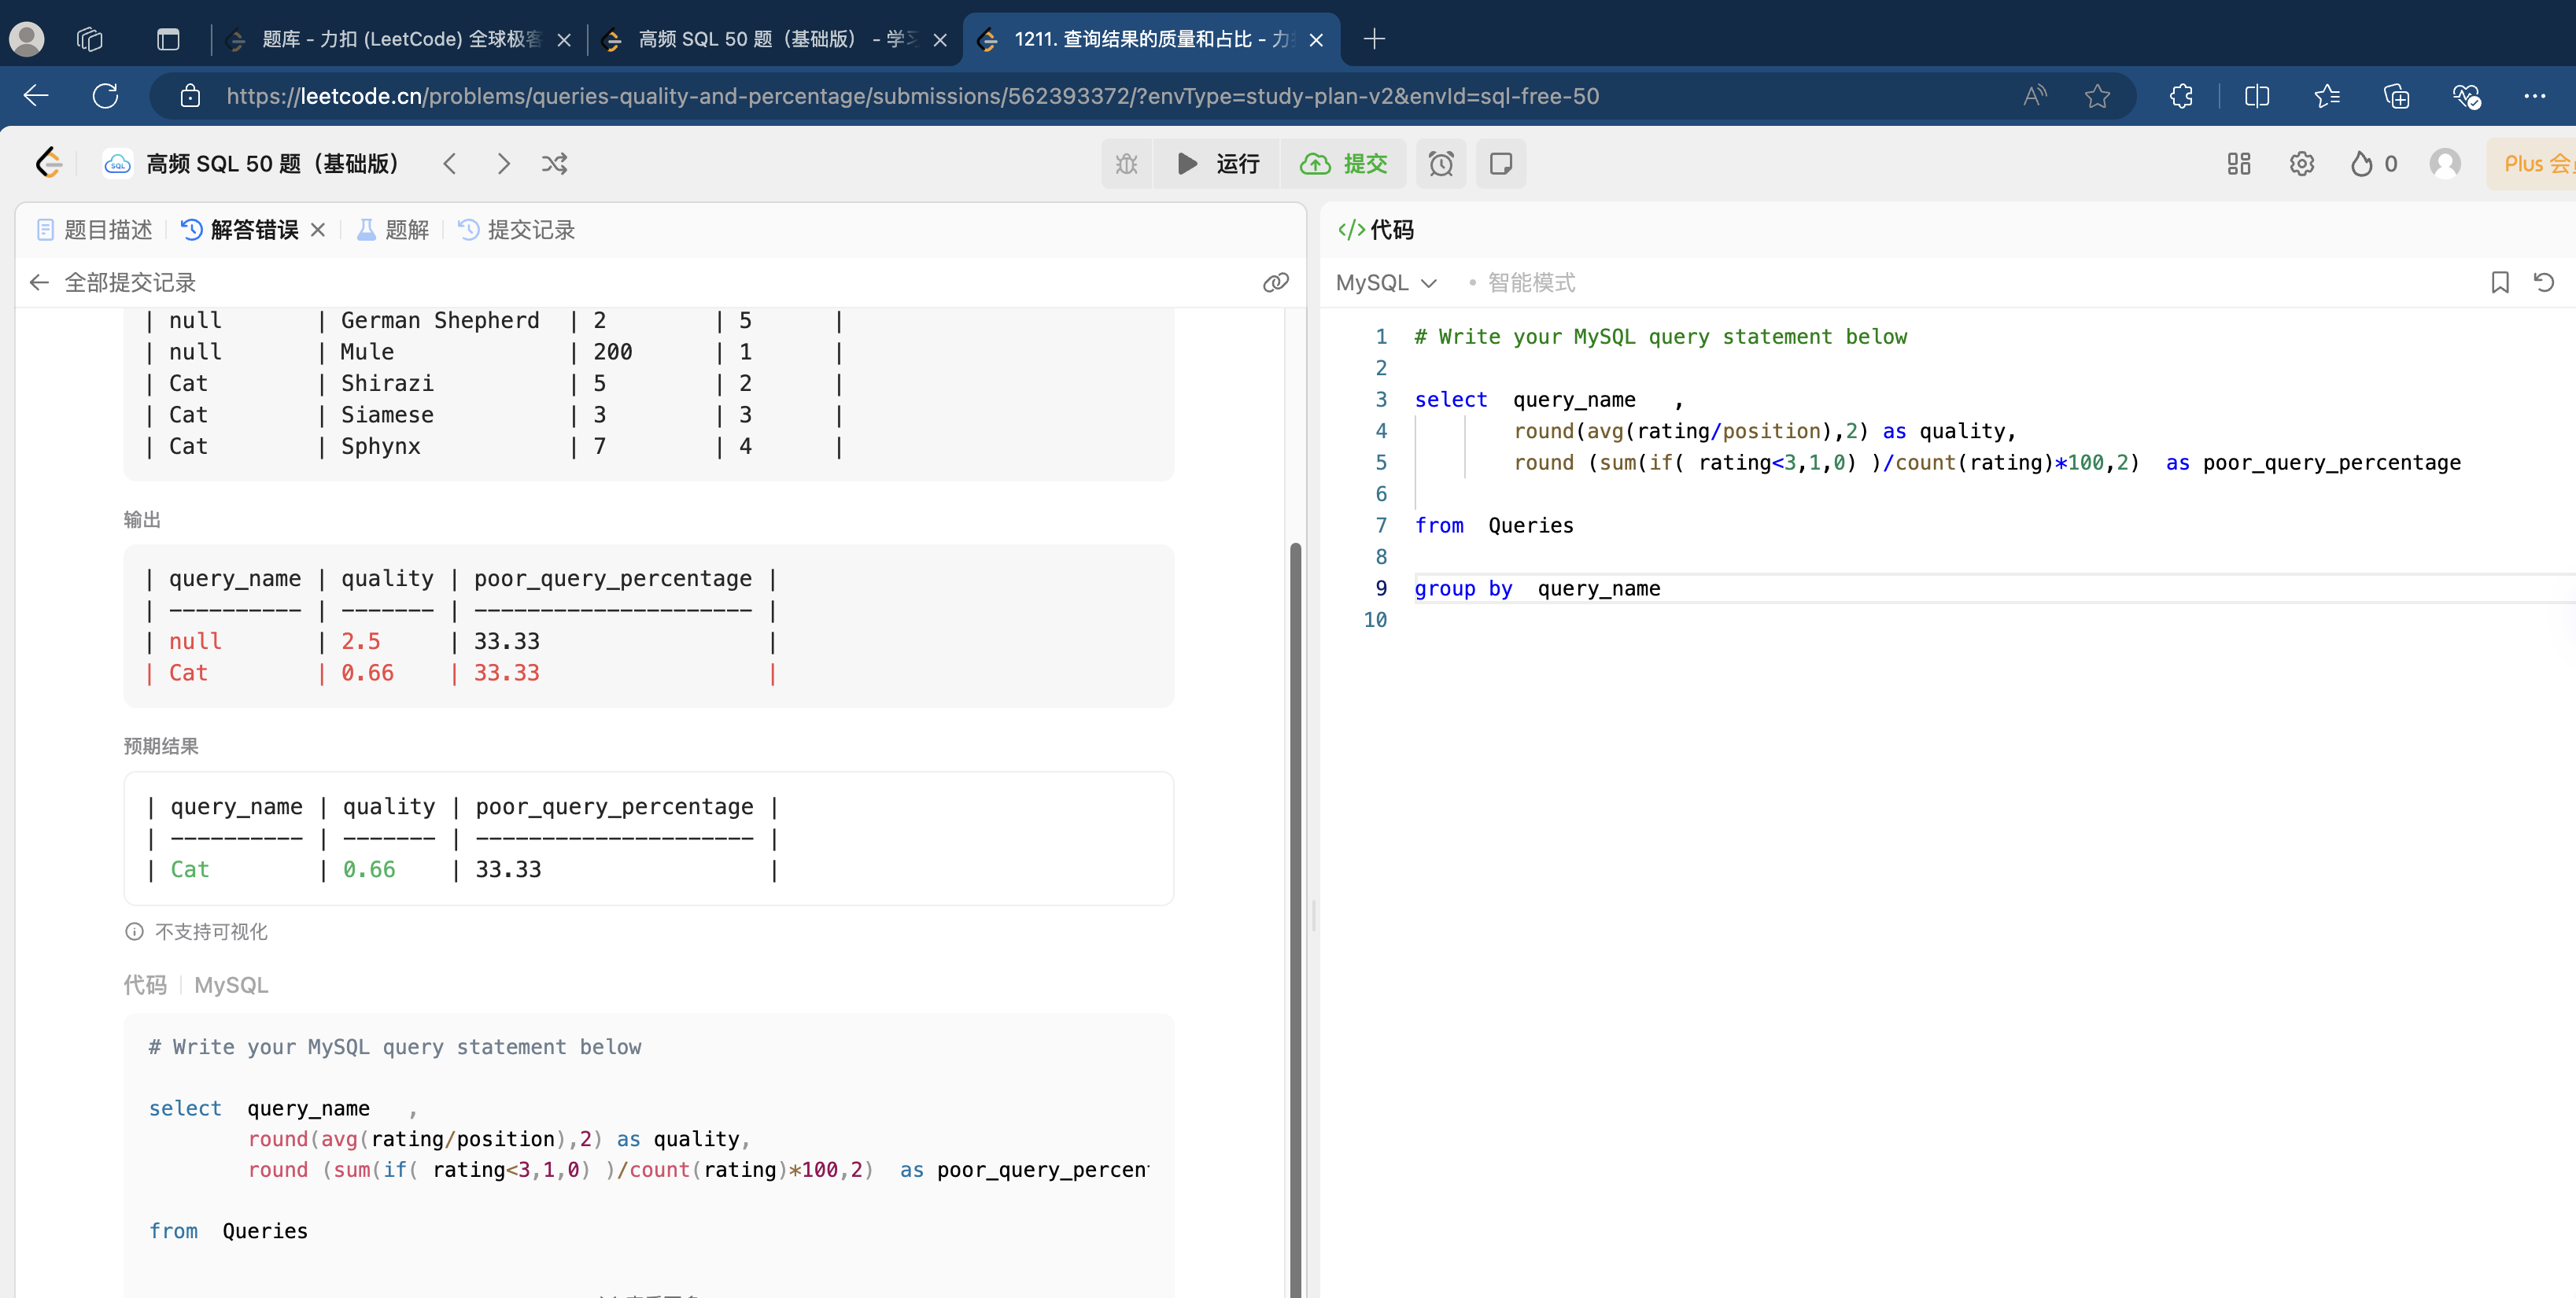 题库 - 力扣 (LeetCode) 全球极客
高频 SQL 50 题（基础版） - 学习
1211. 查询结果的质量和占比 - 力
https://leetcode.cn/problems/queries-quality-and-percentage/submissions/562393372/?envType=study-plan-v2&envId=sql-free-50
高频 SQL 50 题（基础版）
运行
提交
0
Plus 会
题目描述
解答错误
题解
提交记录
全部提交记录
| null | German Shepherd | 2 | 5 |
| null | Mule | 200 | 1 |
| Cat | Shirazi | 5 | 2 |
| Cat | Siamese | 3 | 3 |
| Cat | Sphynx | 7 | 4 |
输出
| query_name | quality | poor_query_percentage |
| ---------- | ------- | --------------------- |
| null | 2.5 | 33.33 |
| Cat | 0.66 | 33.33 |
预期结果
| query_name | quality | poor_query_percentage |
| ---------- | ------- | --------------------- |
| Cat | 0.66 | 33.33 |
不支持可视化
代码 | MySQL
# Write your MySQL query statement below
select query_name ,
round(avg(rating/position),2) as quality,
round (sum(if( rating<3,1,0) )/count(rating)*100,2) as poor_query_percen
from Queries
</> 代码
MySQL
• 智能模式
1 # Write your MySQL query statement below
2
3 select query_name ,
4 round(avg(rating/position),2) as quality,
5 round (sum(if( rating<3,1,0) )/count(rating)*100,2) as poor_query_percentage
6
7 from Queries
8
9 group by query_name
10